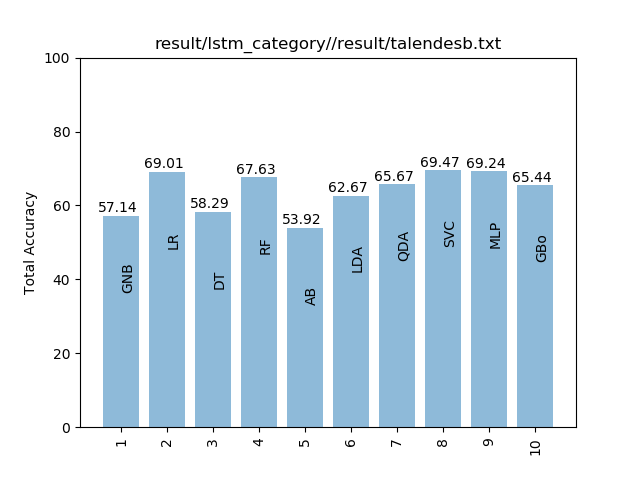 result/lstm_category//result/talendesb.txt
100
80
60
40
20
0
Total Accuracy
57.14
69.01
58.29
67.63
53.92
62.67
65.67
69.47
69.24
65.44
GNB
LR
DT
RF
AB
LDA
QDA
SVC
MLP
GBo
1
2
3
4
5
6
7
8
9
10